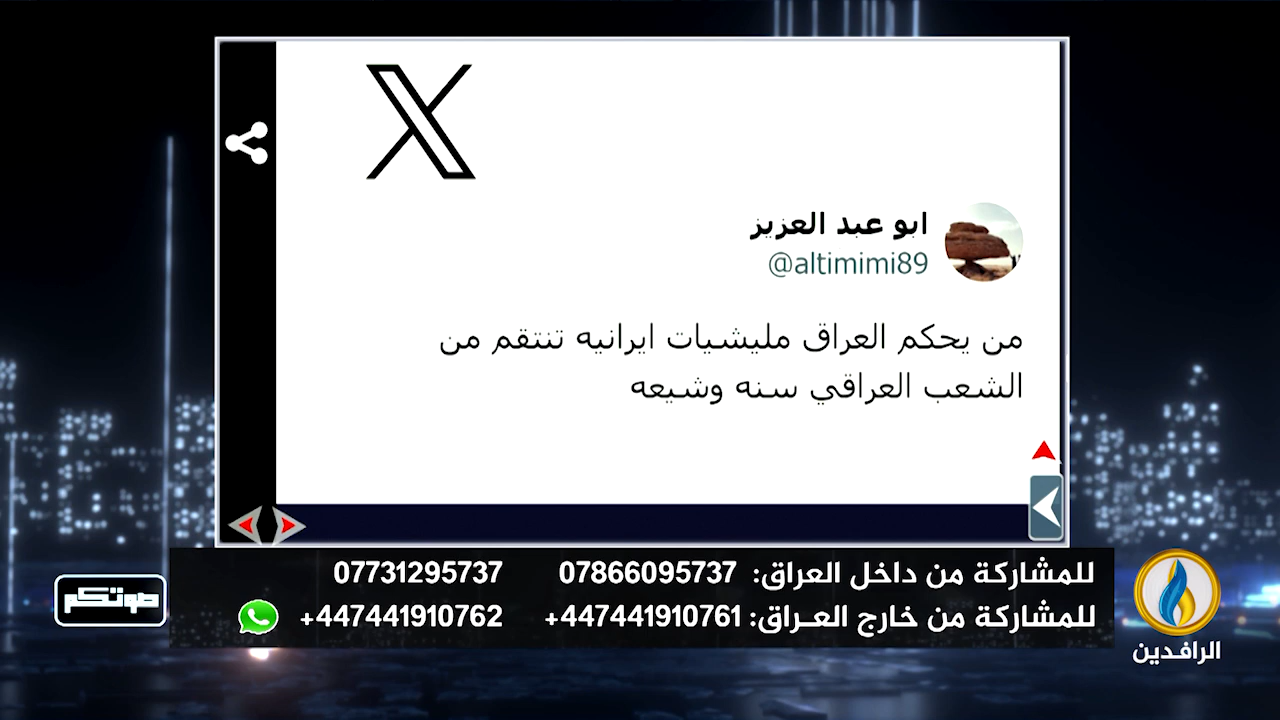 ابو عبد العزيز
@altimimi89
من يحكم العراق مليشيات ايرانيه تنتقم من
الشعب العراقي سنه وشيعه
للمشاركة من داخل العراق: 07866095737 07731295737
للمشاركة من خارج العـراق: 447441910761+ 447441910762+
صوتكم
الرافدين